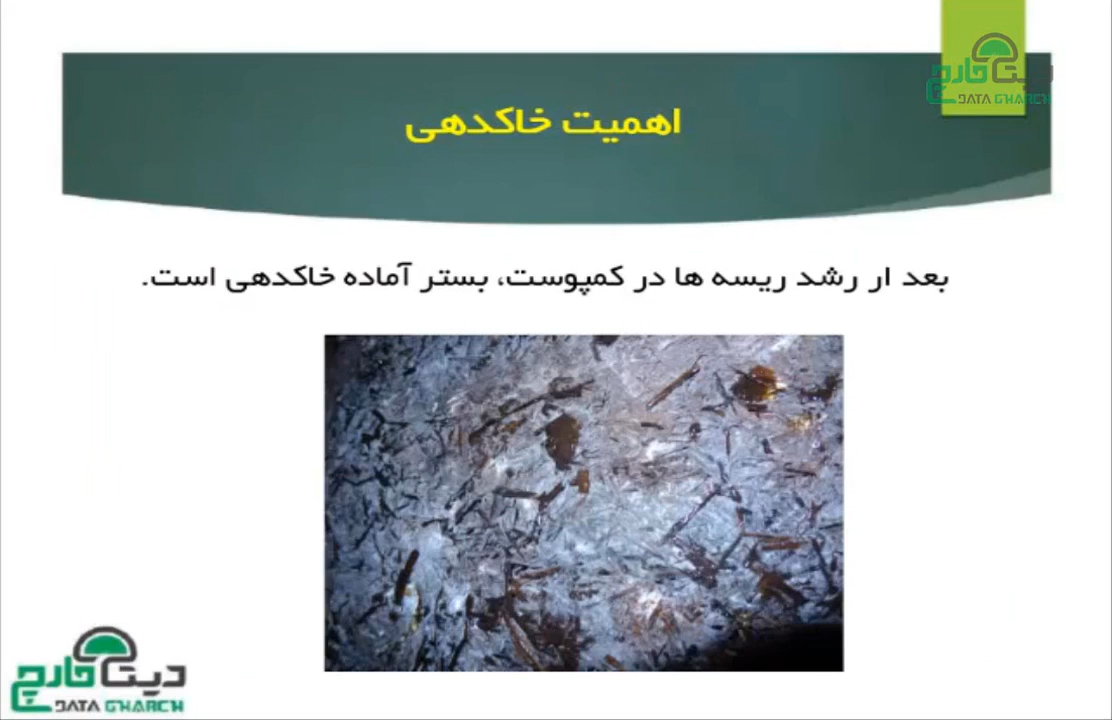 دیتا قارچ
DATA GHARCH
اهمیت خاکدهی
بعد ار رشد ریسه ها در کمپوست، بستر آماده خاکدهی است.
دیتا قارچ
DATA GHARCH